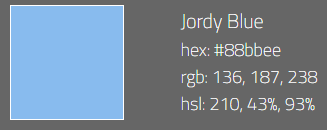 Jordy Blue
hex: #88bbee
rgb: 136, 187, 238
hsl: 210, 43%, 93%